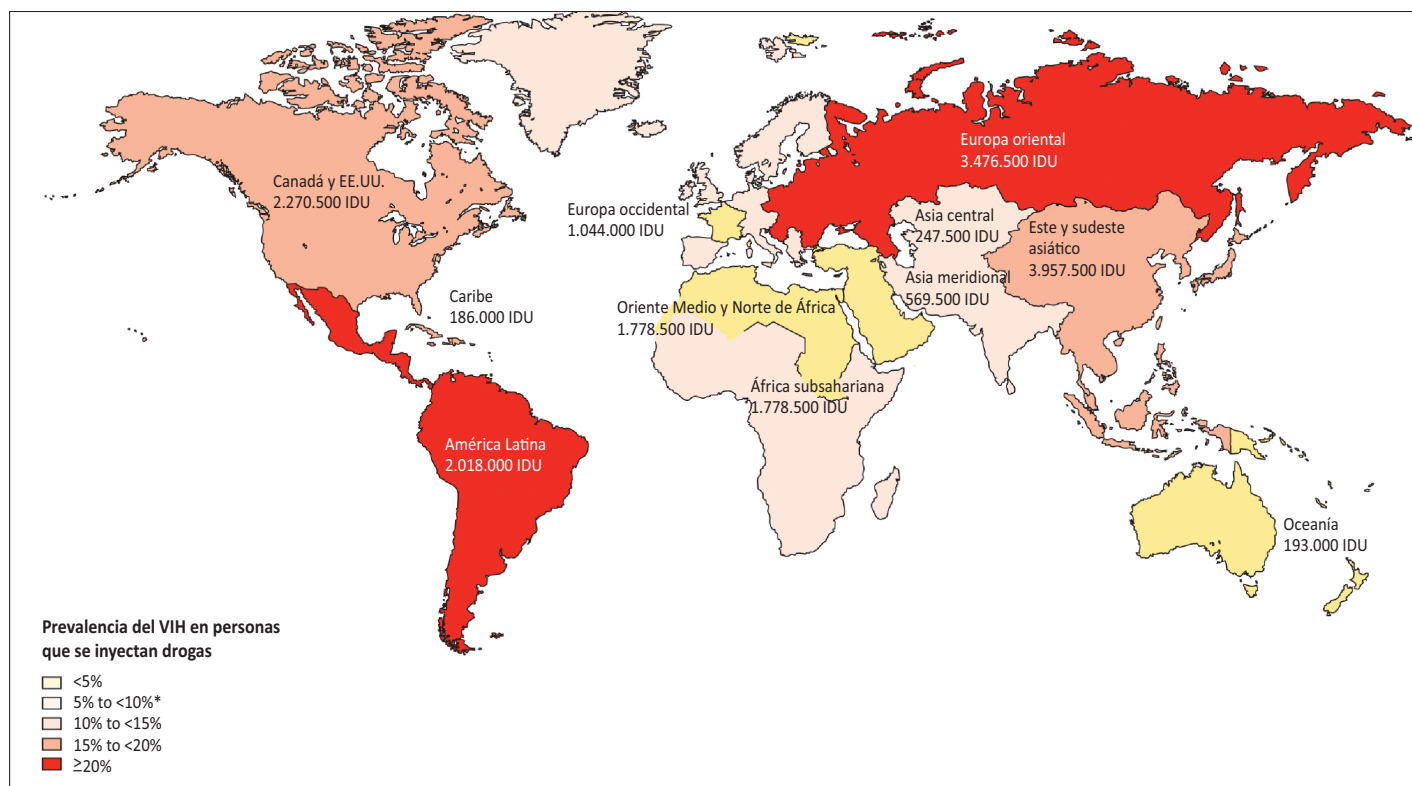 Europa oriental
3.476.500 IDU
Canadá y EE.UU.
2.270.500 IDU
Europa occidental
1.044.000 IDU
Asia central
247.500 IDU
Este y sudeste
asiático
3.957.500 IDU
Asia meridional
569.500 IDU
Caribe
186.000 IDU
Oriente Medio y Norte de África
1.778.500 IDU
África subsahariana
1.778.500 IDU
América Latina
2.018.000 IDU
Oceanía
193.000 IDU
Prevalencia del VIH en personas
que se inyectan drogas
<5%
5% to <10%*
10% to <15%
15% to <20%
≥20%